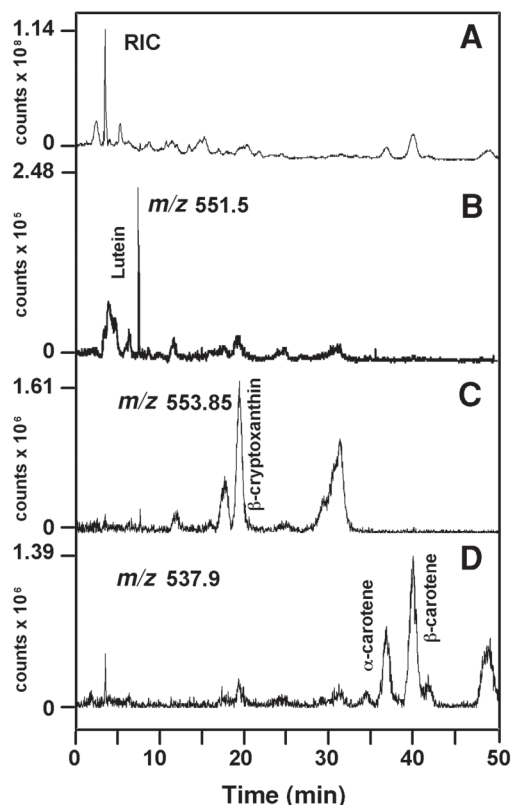 1.14
RIC
A
counts x 10⁸
0
2.48
m/z 551.5
B
Lutein
counts x 10⁵
0
1.61
m/z 553.85
C
β-cryptoxanthin
counts x 10⁶
0
1.39
m/z 537.9
D
α-carotene
β-carotene
counts x 10⁶
0
0 10 20 30 40 50
Time (min)